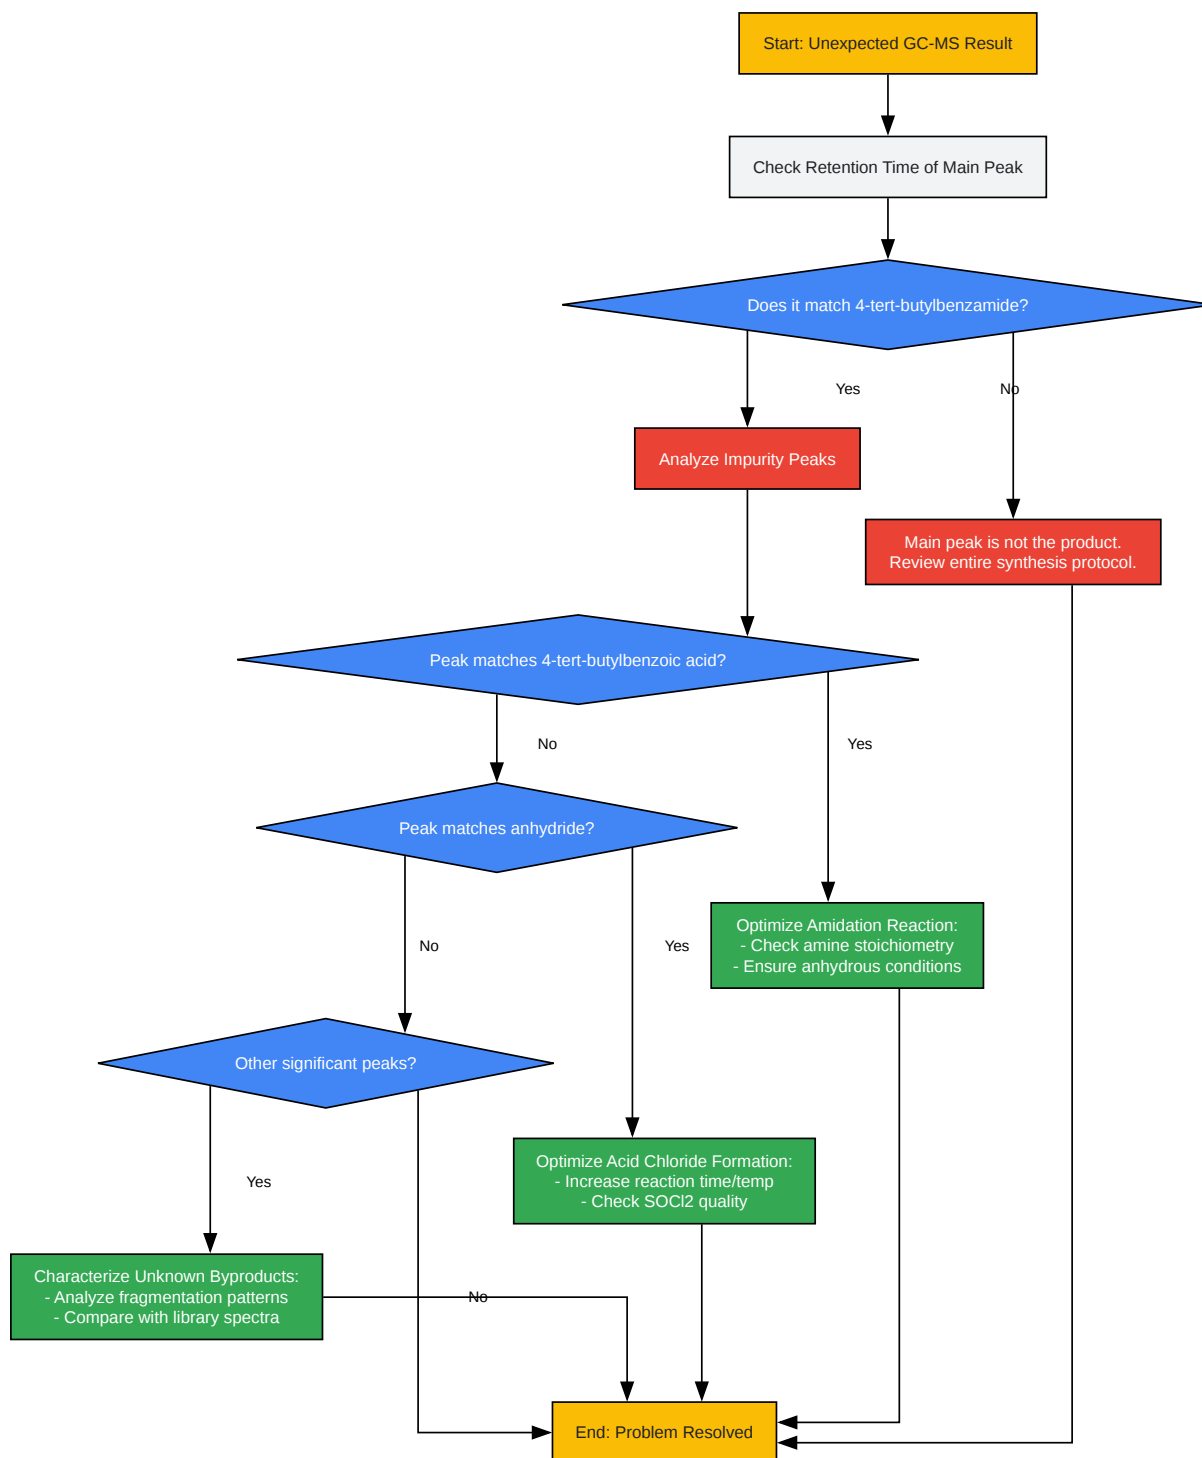 Start: Unexpected GC-MS Result
Check Retention Time of Main Peak
Does it match 4-tert-butylbenzamide?
Yes
No
Analyze Impurity Peaks
Main peak is not the product.
Review entire synthesis protocol.
Peak matches 4-tert-butylbenzoic acid?
No
Yes
Peak matches anhydride?
Optimize Amidation Reaction:
- Check amine stoichiometry
- Ensure anhydrous conditions
No
Yes
Other significant peaks?
Optimize Acid Chloride Formation:
- Increase reaction time/temp
- Check SOCl2 quality
Yes
Characterize Unknown Byproducts:
- Analyze fragmentation patterns
- Compare with library spectra
No
End: Problem Resolved